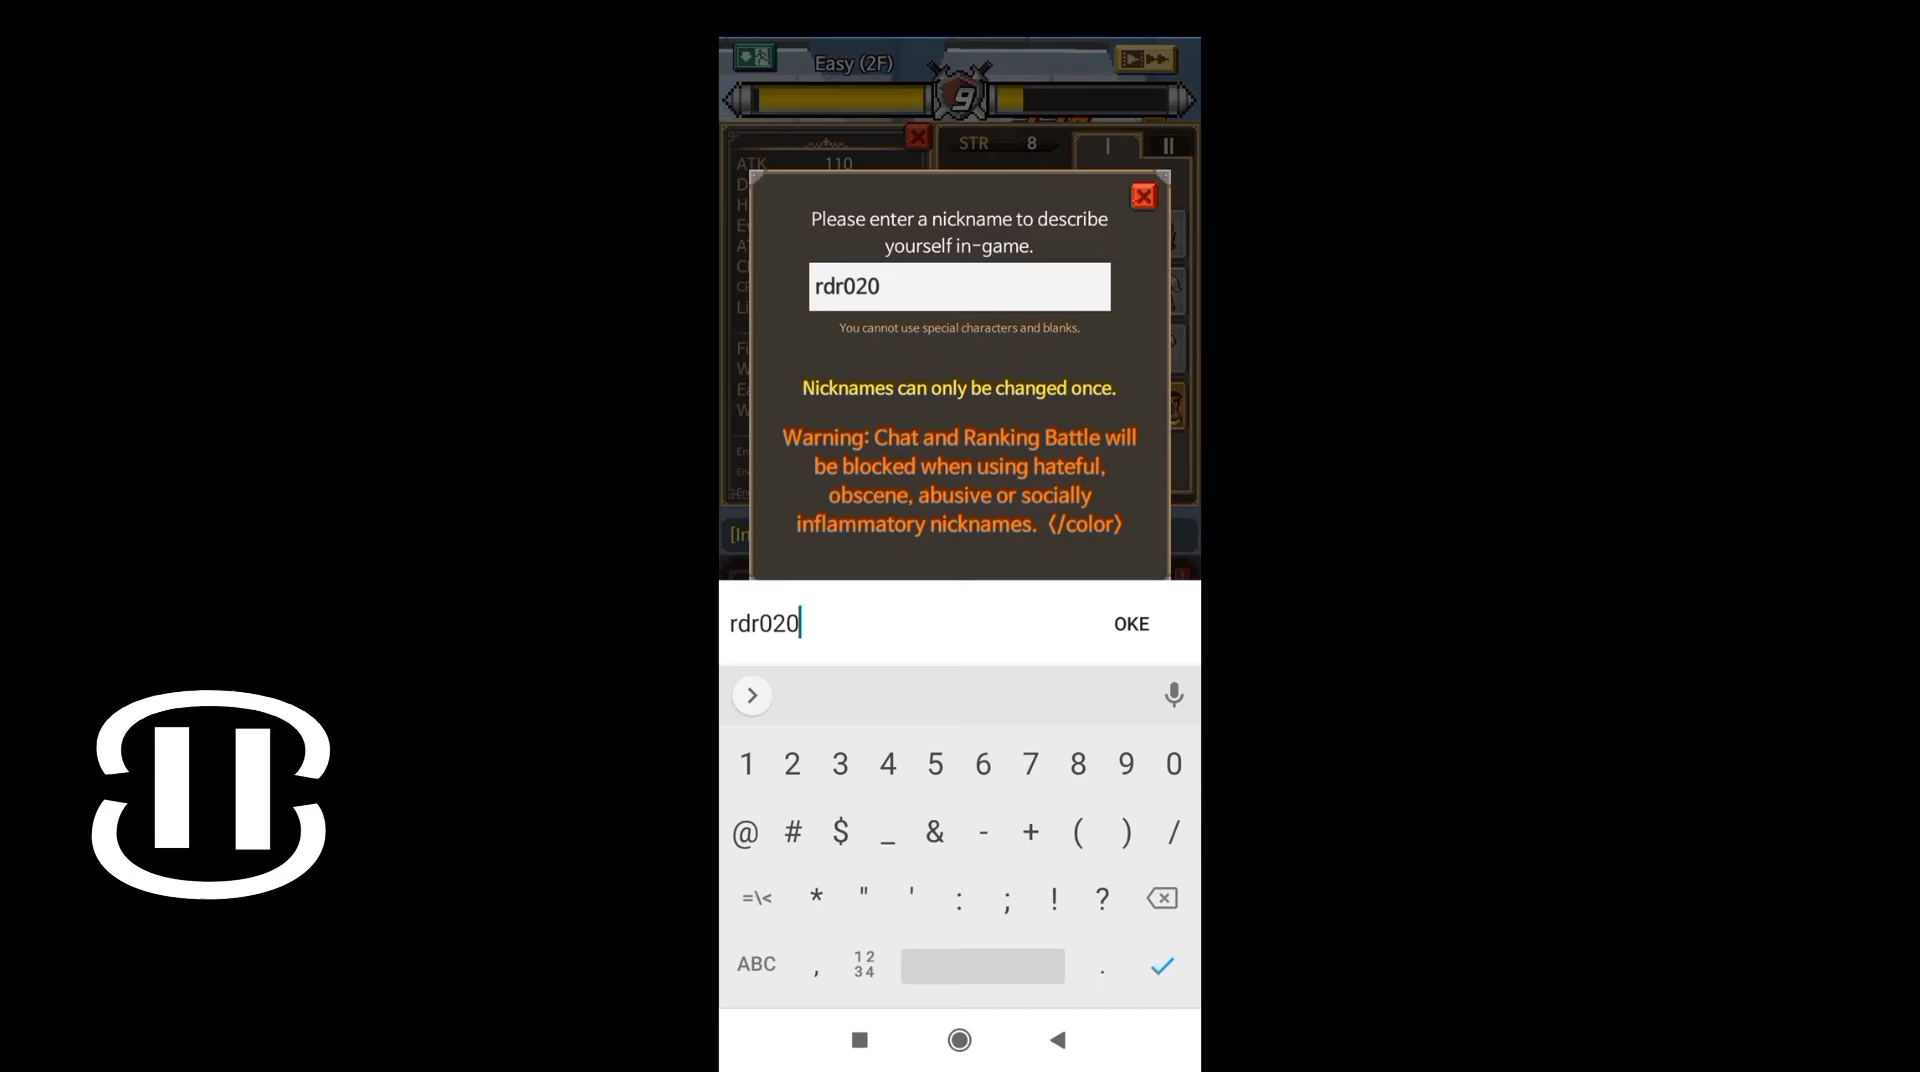 Easy (2F)
9
STR 8
I II
ATK 110
Please enter a nickname to describe
yourself in-game.
rdr020
You cannot use special characters and blanks.
Nicknames can only be changed once.
Warning: Chat and Ranking Battle will
be blocked when using hateful,
obscene, abusive or socially
inflammatory nicknames. 〈/color〉
[In
rdr020
OKE
1 2 3 4 5 6 7 8 9 0
@ # $ _ & - + ( ) /
=\< * " ' : ; ! ?
ABC , 12 34 .